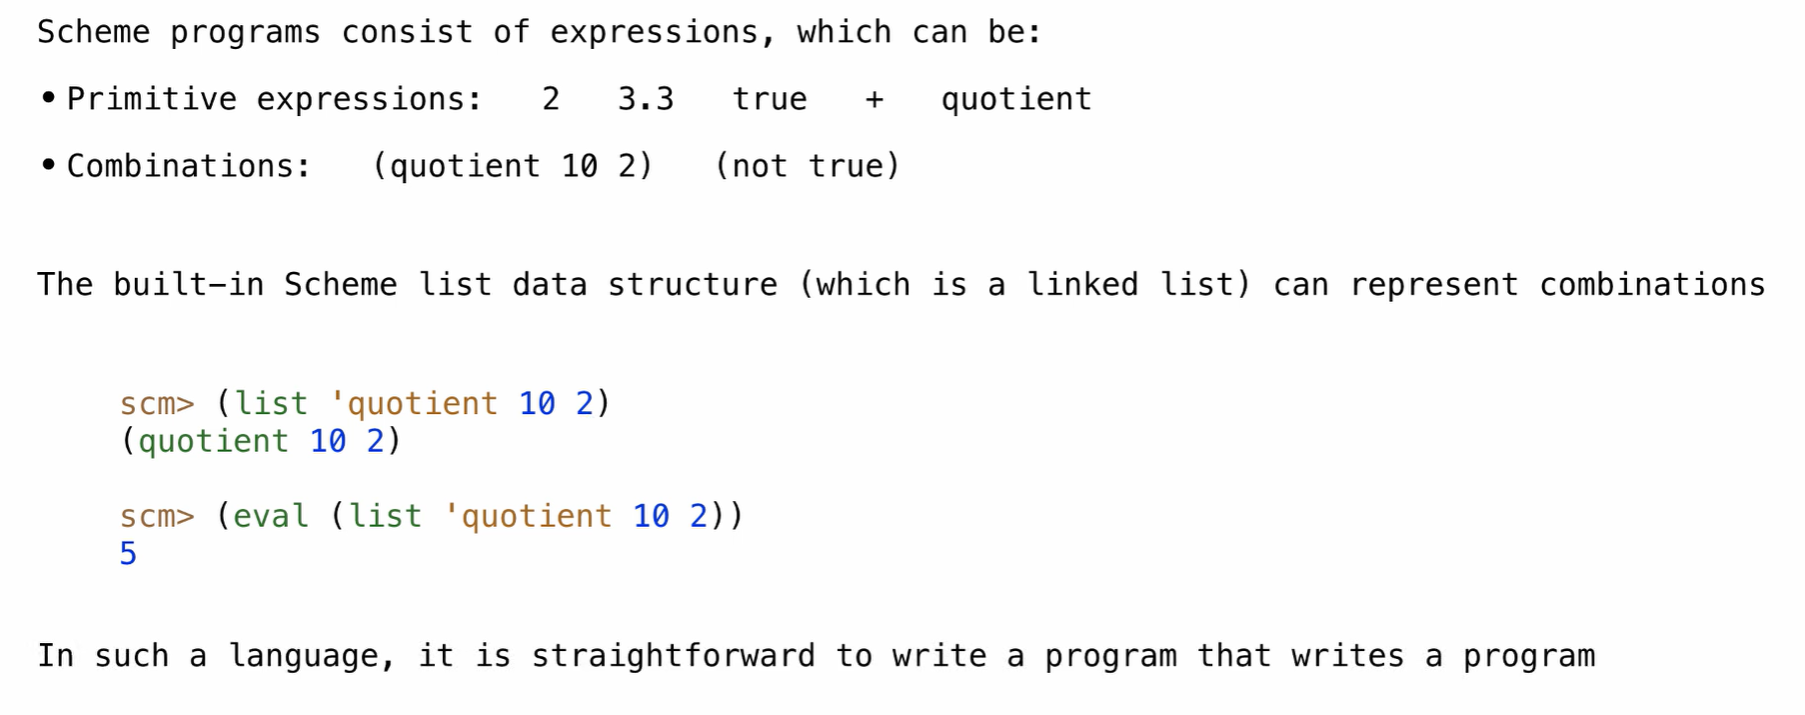 Scheme programs consist of expressions, which can be:
• Primitive expressions: 2 3.3 true + quotient
• Combinations: (quotient 10 2) (not true)
The built-in Scheme list data structure (which is a linked list) can represent combinations
scm> (list 'quotient 10 2)
(quotient 10 2)
scm> (eval (list 'quotient 10 2))
5
In such a language, it is straightforward to write a program that writes a program